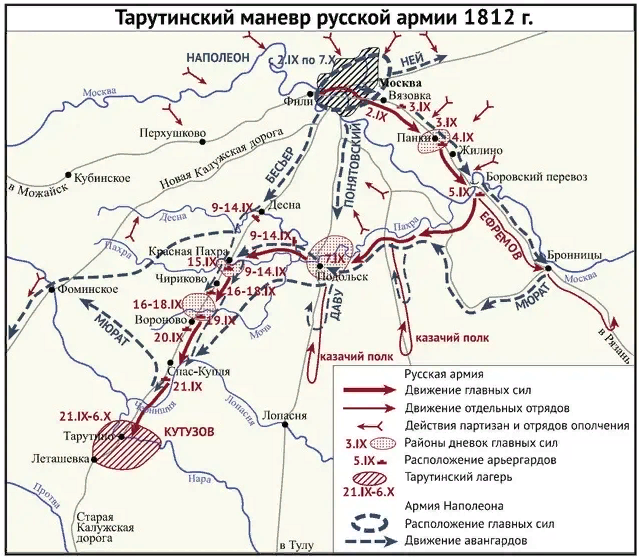 Тарутинский маневр русской армии 1812 г.
НАПОЛЕОН
2.IX по 7.X
НЕЙ
Москва
Москва
Фили
Вязовка
3.IX
2.IX
3.IX
Панки
4.IX
Жилино
Перхушково
Новая Калужская дорога
БЕСЬЕР
ПОНЯТОВСКИЙ
Кубинское
в Можайск
Боровский перевоз
5.IX
Десна
9-14.IX
Десна
Пахра
ЕФРЕМОВ
Пахра
Красная Пахра
9-14.IX
7.IX
15.IX
9-14.IX
Подольск
Бронницы
Москва
Чириково
16-18.IX
Фоминское
16-18.IX
ДАВУ
МЮРАТ
МЮРАТ
Вороново
19.IX
Моча
20.IX
казачий полк
казачий полк
в Рязань
Спас-Купля
21.IX
21.IX-6.X
Чернишня
Лопасня
Лопасня
КУТУЗОВ
Тарутино
Леташевка
Нара
Протва
Старая
Калужская
дорога
в Тулу
Русская армия
Движение главных сил
Движение отдельных отрядов
Действия партизан и отрядов ополчения
3.IX Районы дневок главных сил
5.IX Расположение арьергардов
Тарутинский лагерь
21.IX-6.X
Армия Наполеона
Расположение главных сил
Движение авангардов